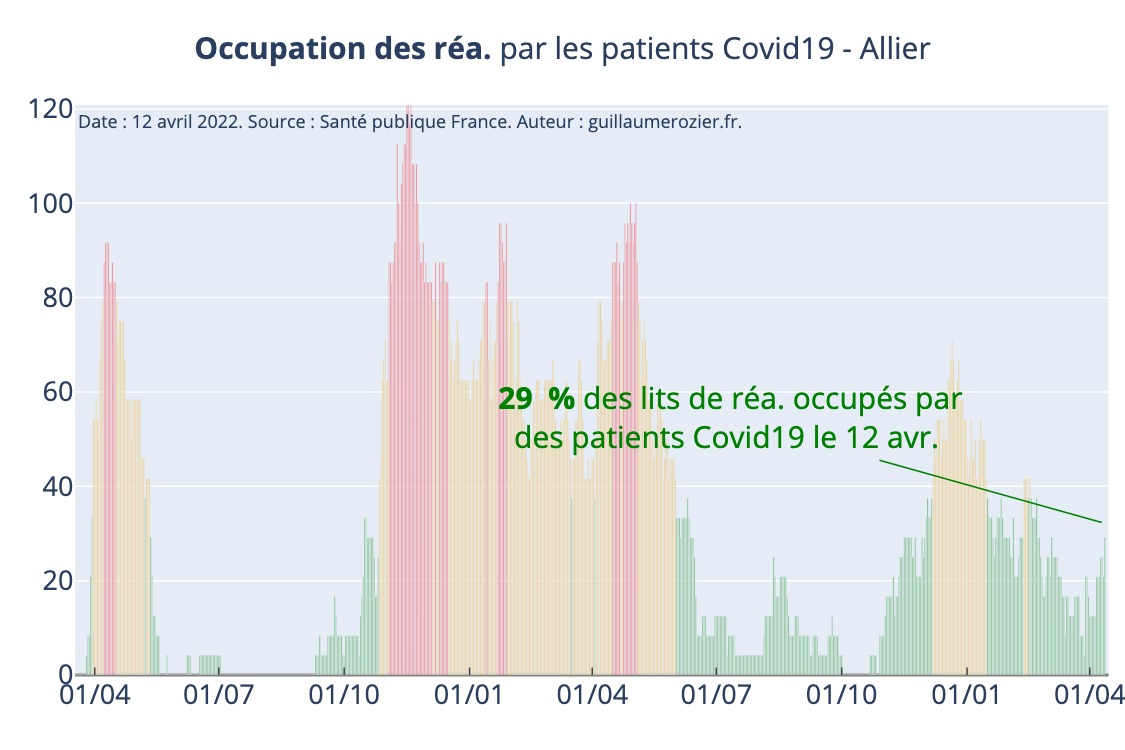 Occupation des réa. par les patients Covid19 - Allier
120
Date : 12 avril 2022. Source : Santé publique France. Auteur : guillaumerozier.fr.
100
80
60
29 % des lits de réa. occupés par
des patients Covid19 le 12 avr.
40
20
0
01/04 01/07 01/10 01/01 01/04 01/07 01/10 01/01 01/04